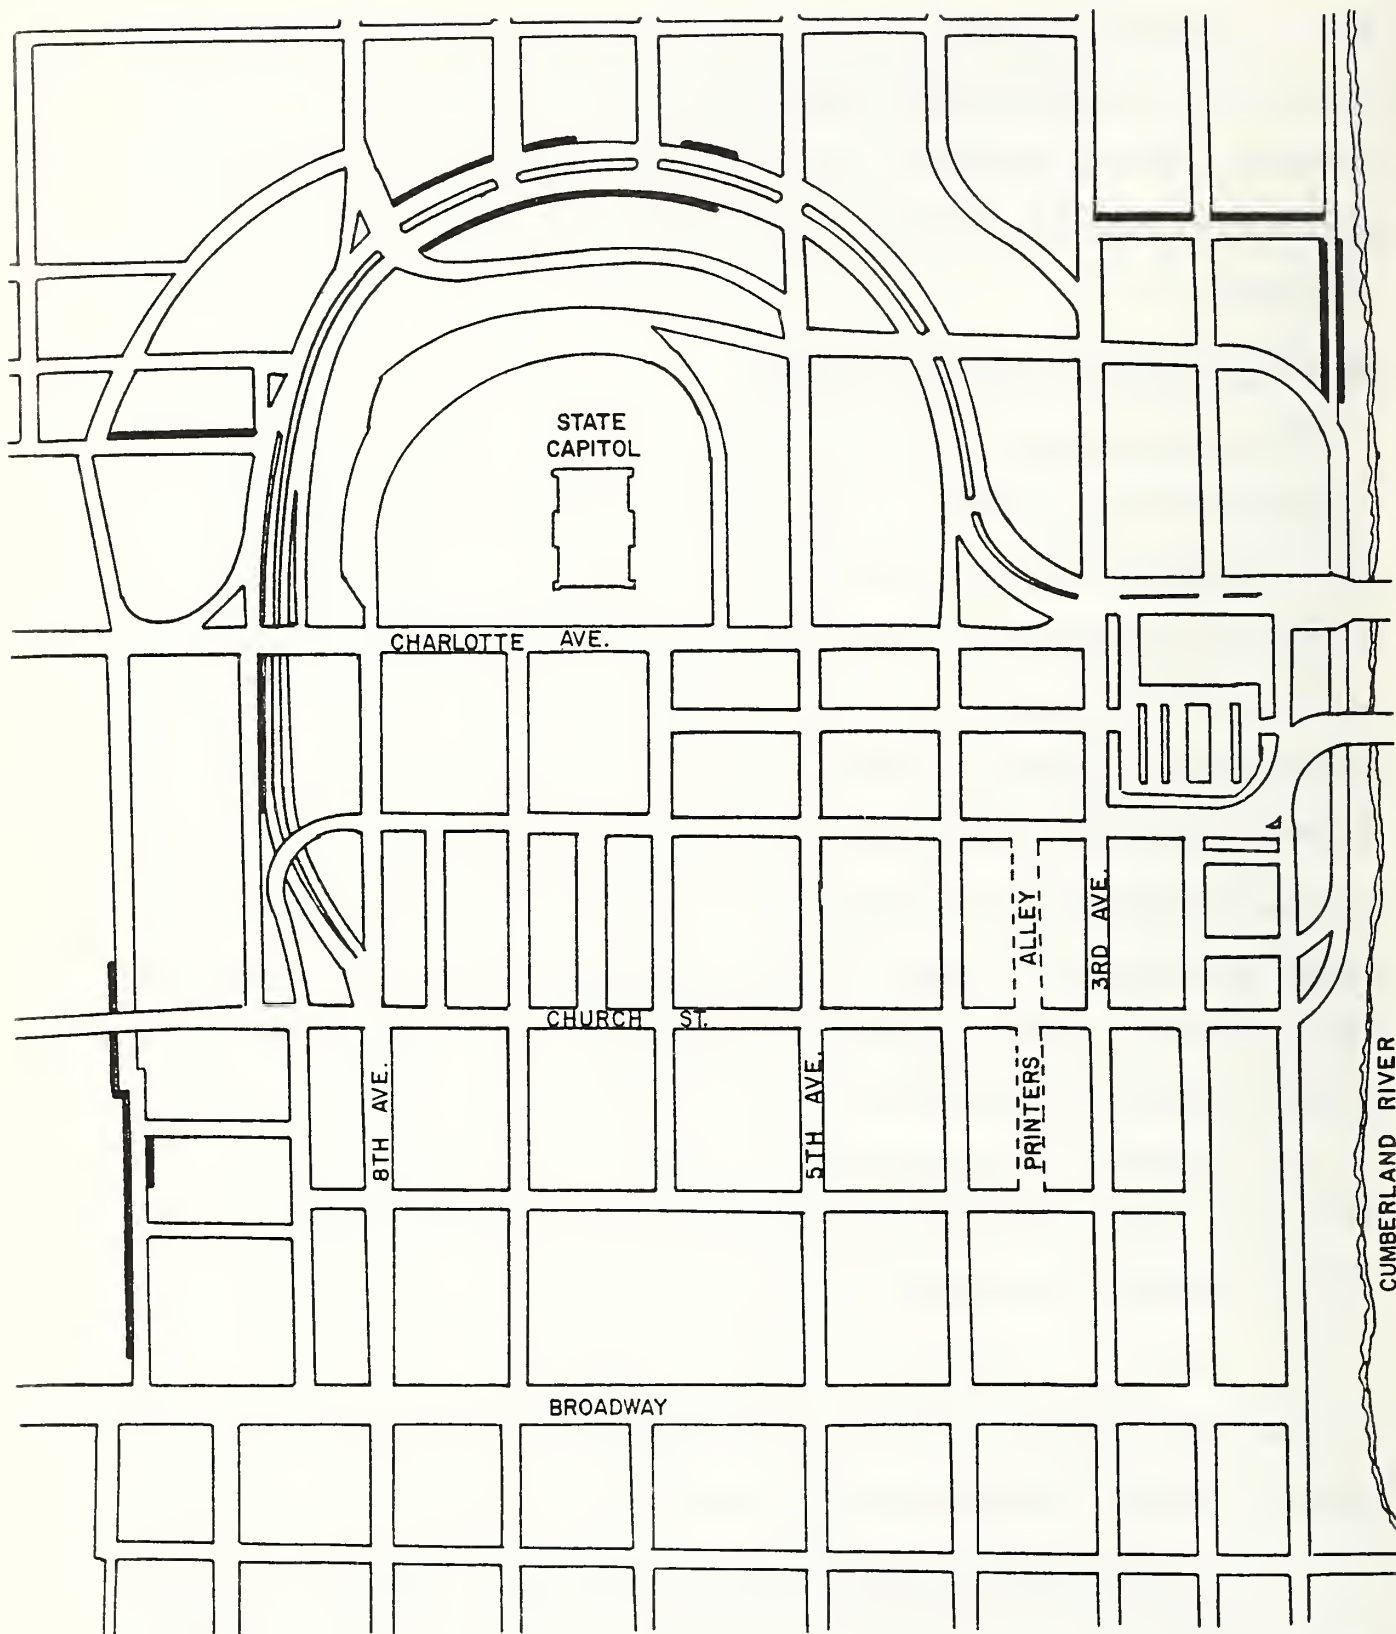 STATE
CAPITOL
CHARLOTTE AVE.
ALLEY
3RD AVE.
CHURCH ST.
8TH AVE.
5TH AVE.
PRINTERS
CUMBERLAND RIVER
BROADWAY